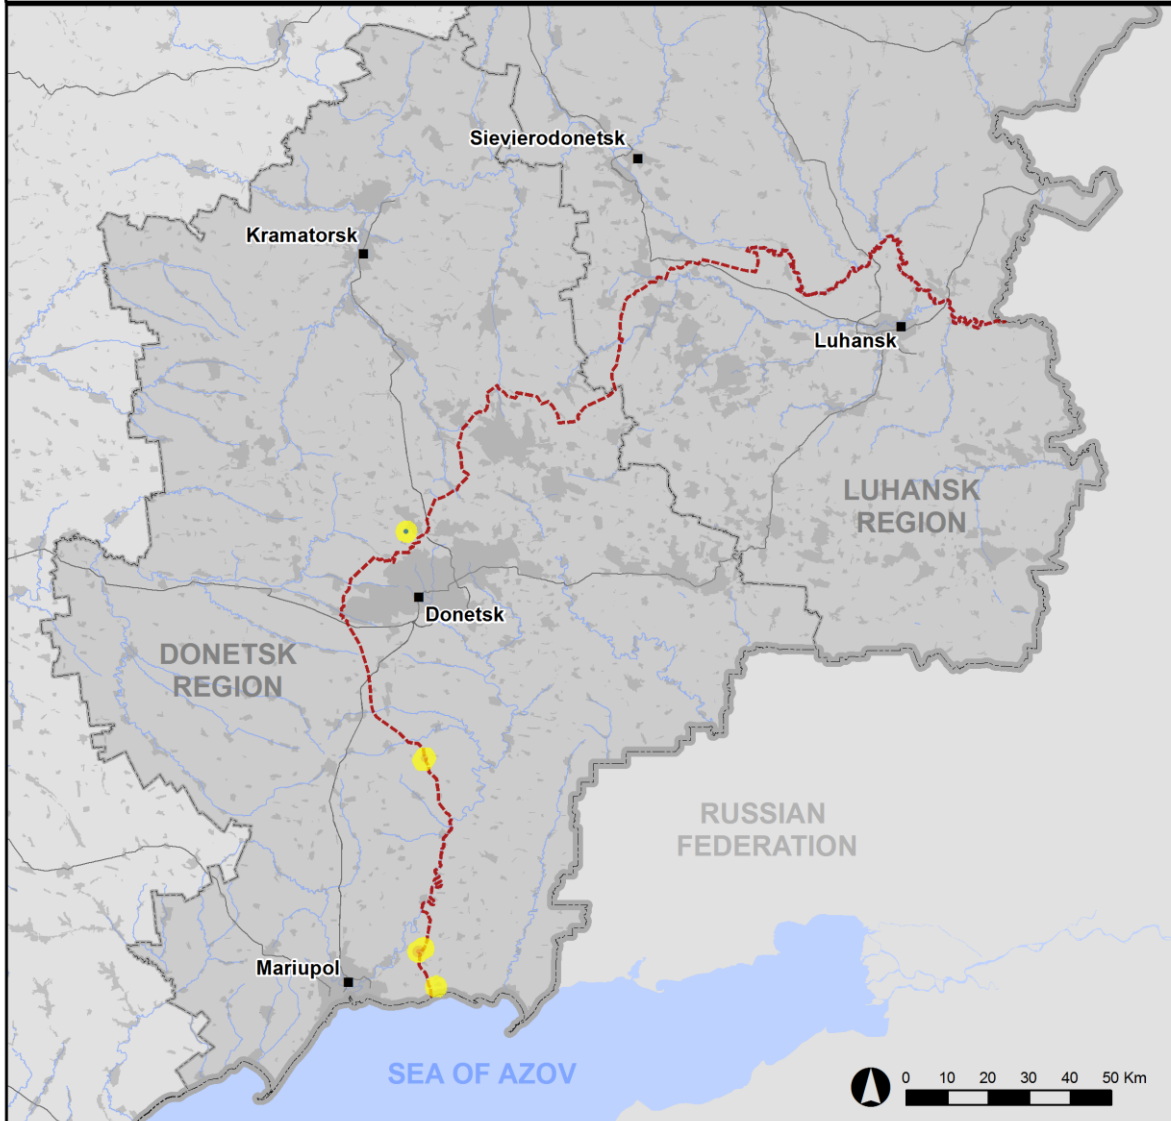 Sievierodonetsk
Kramatorsk
Luhansk
LUHANSK
REGION
Donetsk
DONETSK
REGION
RUSSIAN
FEDERATION
Mariupol
SEA OF AZOV
0 10 20 30 40 50 Km